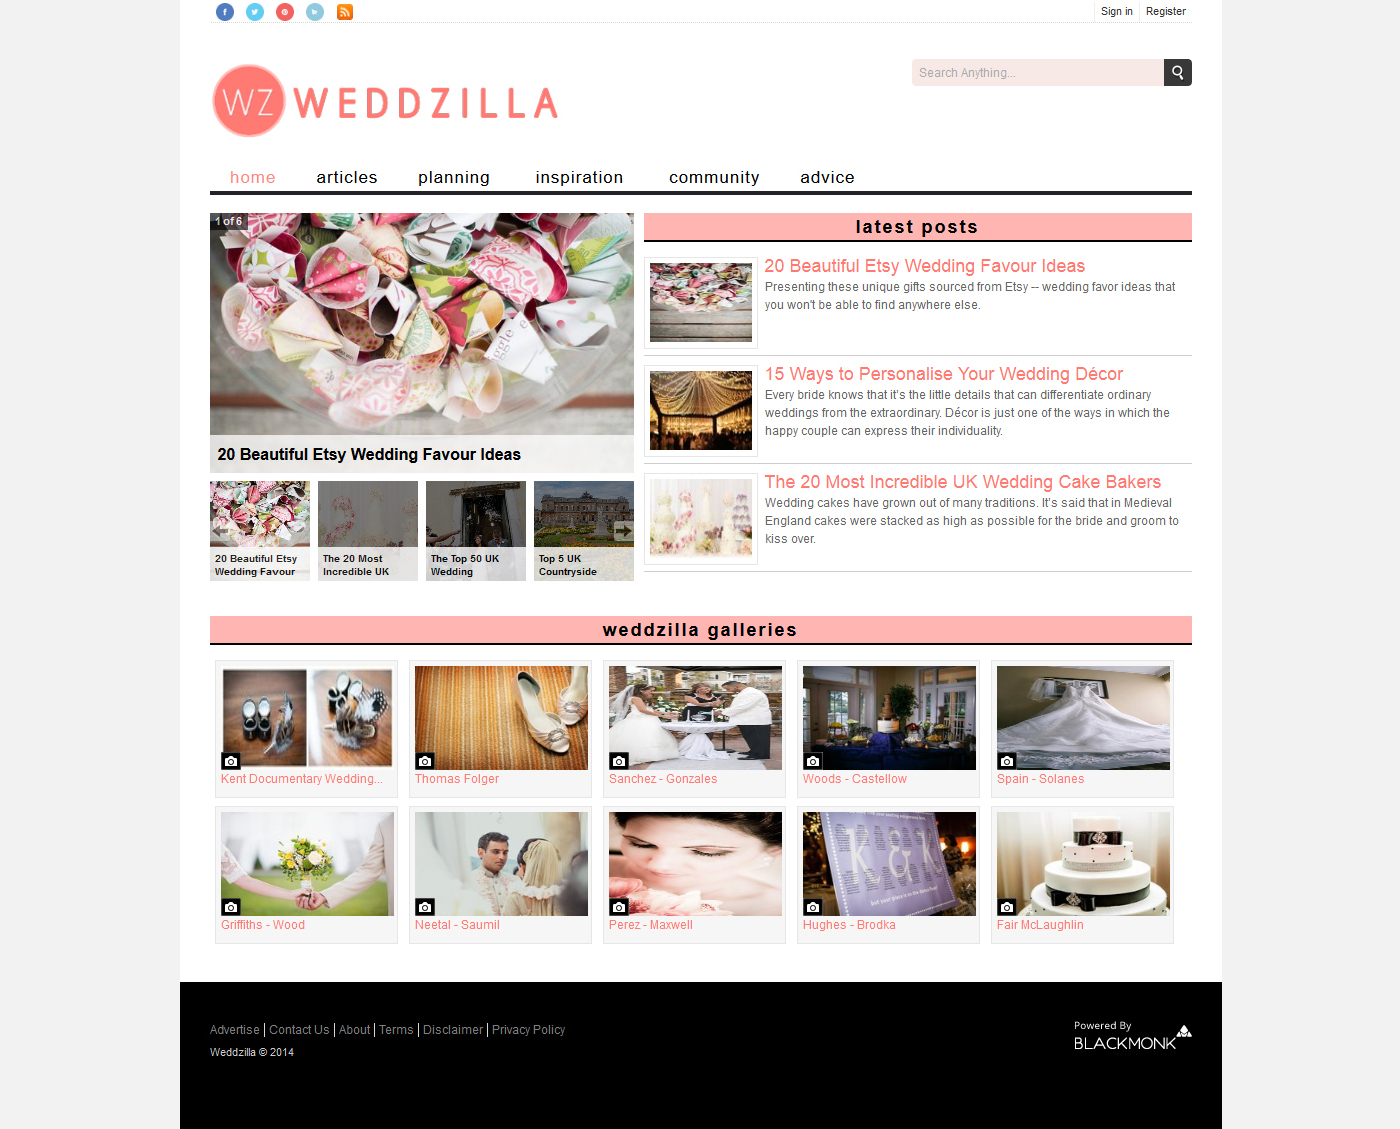 Sign in
Register
Search Anything...
WZ WEDDZILLA
home
articles
planning
inspiration
community
advice
1 of 6
20 Beautiful Etsy Wedding Favour Ideas
20 Beautiful Etsy
Wedding Favour
The 20 Most
Incredible UK
The Top 50 UK
Wedding
Top 5 UK
Countryside
latest posts
20 Beautiful Etsy Wedding Favour Ideas
Presenting these unique gifts sourced from Etsy -- wedding favor ideas that
you won't be able to find anywhere else.
15 Ways to Personalise Your Wedding Décor
Every bride knows that it's the little details that can differentiate ordinary
weddings from the extraordinary. Décor is just one of the ways in which the
happy couple can express their individuality.
The 20 Most Incredible UK Wedding Cake Bakers
Wedding cakes have grown out of many traditions. It's said that in Medieval
England cakes were stacked as high as possible for the bride and groom to
kiss over.
weddzilla galleries
Kent Documentary Wedding...
Thomas Folger
Sanchez - Gonzales
Woods - Castellow
Spain - Solanes
K & K
Griffiths - Wood
Neetal - Saumil
Perez - Maxwell
Hughes - Brodka
Fair McLaughlin
Advertise | Contact Us | About | Terms | Disclaimer | Privacy Policy
Weddzilla © 2014
Powered By
BLACKMONK